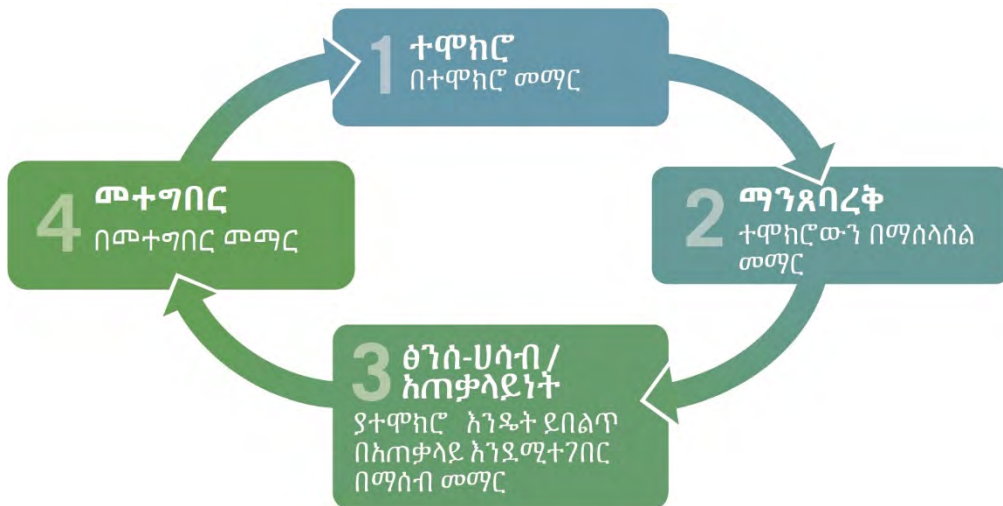 1 ተሞክሮ
በተሞክሮ መማር
2 ማንጸባረቅ
ተሞክሮውን በማሰላሰል
መማር
3 ፅንሰ-ሀሳብ/
አጠቃላይነት
ያተሞክሮ እንዴት ይበልጥ
በአጠቃላይ እንደሚተገበር
በማሰብ መማር
4 መተግበር
በመተግበር መማር